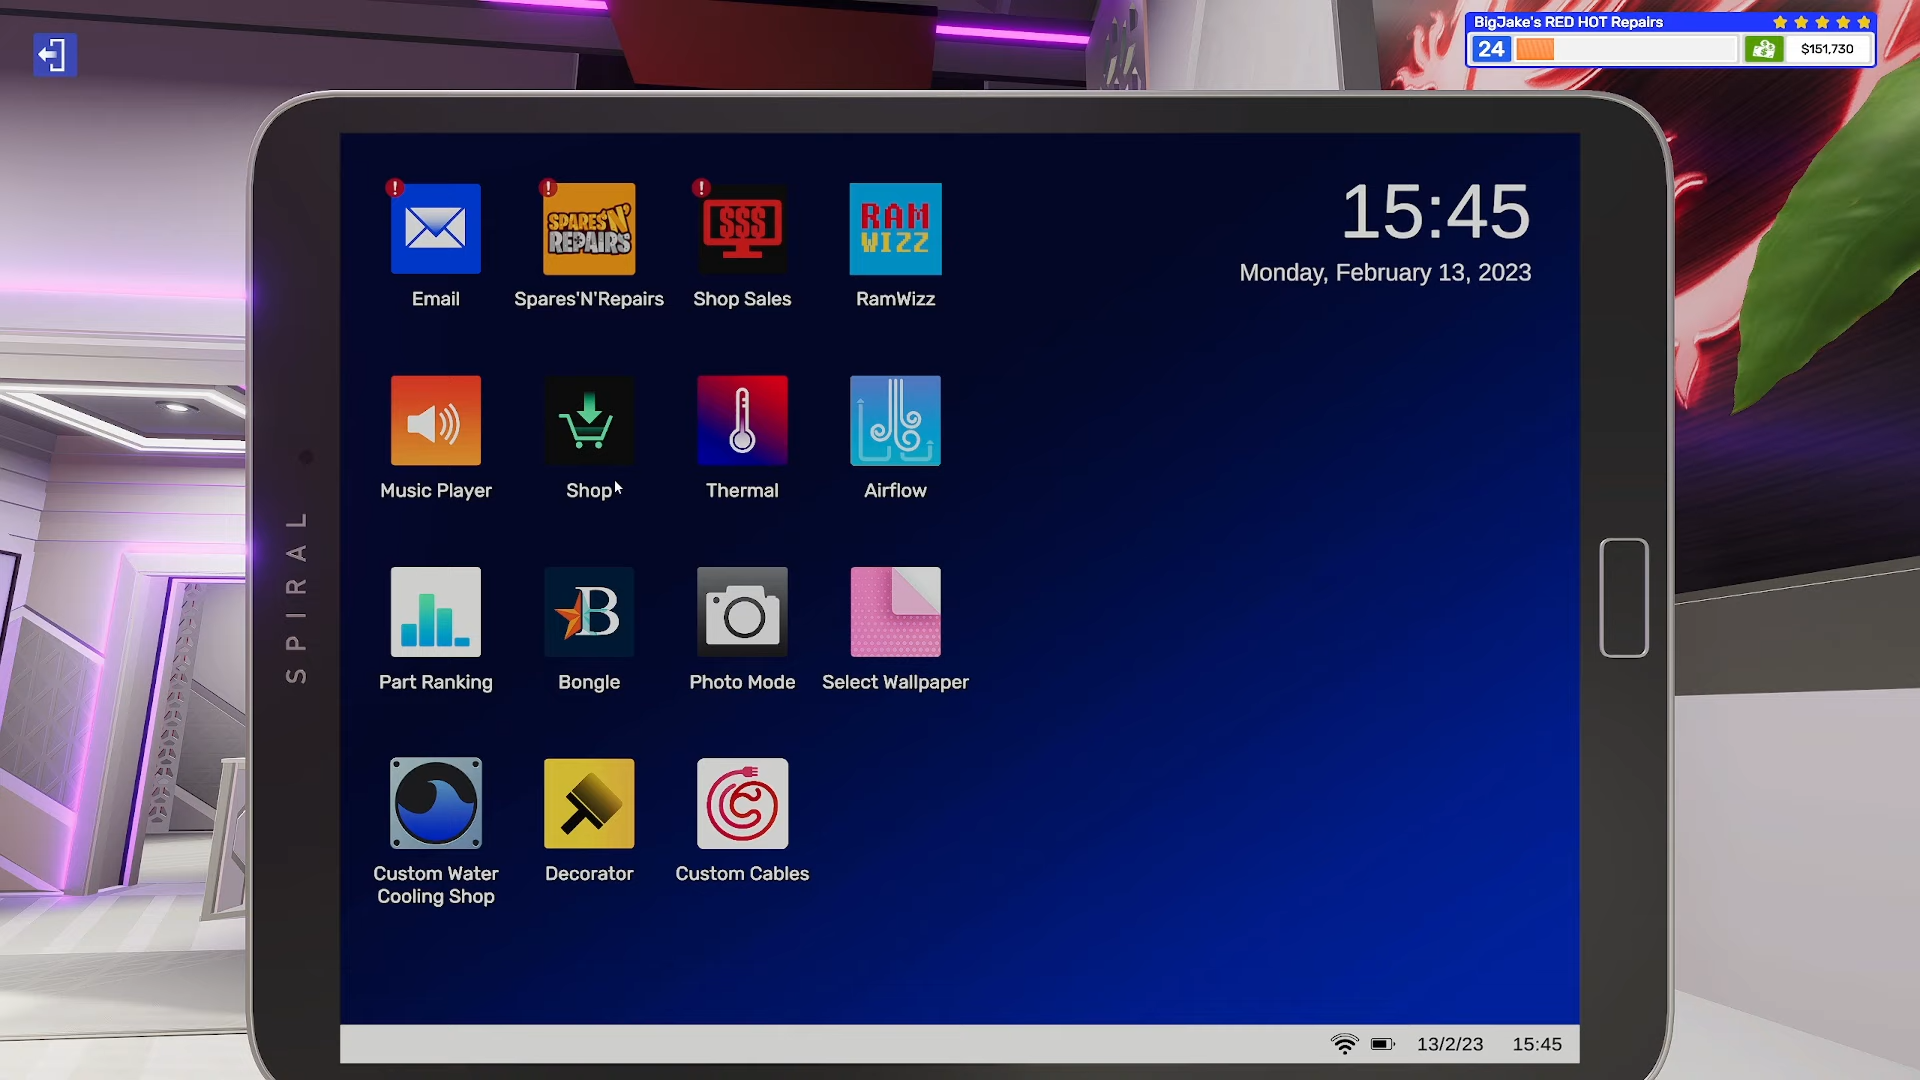 BigJake's RED HOT Repairs
24
$151,730
15:45
Monday, February 13, 2023
SPARES'N'
REPAIRS
$$$
RAM
WIZZ
Email
Spares'N'Repairs
Shop Sales
RamWizz
Music Player
Shop
Thermal
Airflow
B
Part Ranking
Bongle
Photo Mode
Select Wallpaper
C
Custom Water
Cooling Shop
Decorator
Custom Cables
SPIRAL
13/2/23
15:45